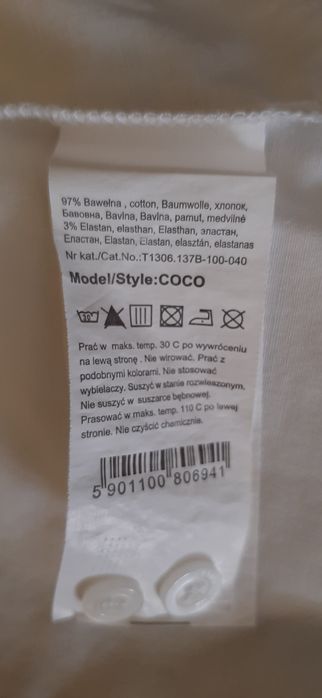 97% Bawełna , cotton, Baumwolle, хлопок,
Бавовна, Bavlna, Bavlna, pamut, medvilnė
3% Elastan, elasthan, Elasthan, эластан,
Еластан, Elastan, Elastan, elasztán, elastanas
Nr kat./Cat.No.:T1306.137B-100-040
Model/Style:COCO
30
Prać w maks. temp. 30 C po wywróceniu
na lewą stronę . Nie wirować. Prać z
podobnymi kolorami. Nie stosować
wybielaczy. Suszyć w stanie rozwieszonym.
Nie suszyć w suszarce bębnowej.
Prasować w maks. temp. 110 C po lewej
stronie. Nie czyścić chemicznie.
5 901100 806941